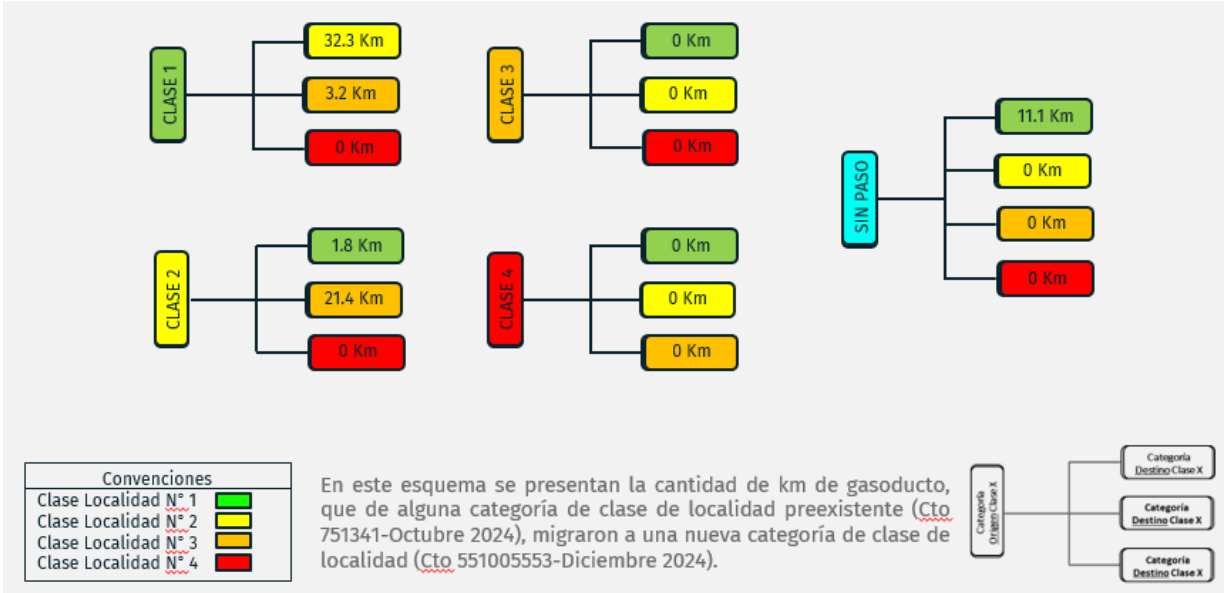 CLASE 1
32.3 Km
3.2 Km
0 Km
CLASE 3
0 Km
0 Km
0 Km
SIN PASO
11.1 Km
0 Km
0 Km
0 Km
CLASE 2
1.8 Km
21.4 Km
0 Km
CLASE 4
0 Km
0 Km
0 Km
Convenciones
Clase Localidad N° 1
Clase Localidad N° 2
Clase Localidad N° 3
Clase Localidad N° 4
En este esquema se presentan la cantidad de km de gasoducto,
que de alguna categoría de clase de localidad preexistente (Cto
751341-Octubre 2024), migraron a una nueva categoría de clase de
localidad (Cto 551005553-Diciembre 2024).
Categoría
Origen Clase X
Categoría
Destino Clase X
Categoría
Destino Clase X
Categoría
Destino Clase X